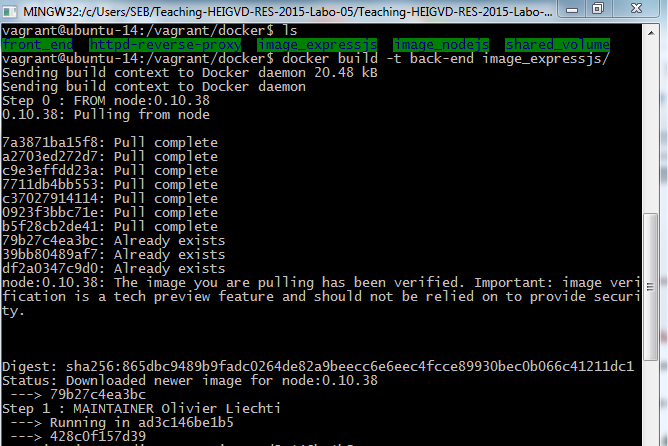 MINGW32:/c/Users/SEB/Teaching-HEIGVD-RES-2015-Labo-05/Teaching-HEIGVD-RES-2015-Labo-...
vagrant@ubuntu-14:/vagrant/docker$ ls
front_end httpd-reverse-proxy image_expressjs image_nodejs shared_volume
vagrant@ubuntu-14:/vagrant/docker$ docker build -t back-end image_expressjs/
Sending build context to Docker daemon 20.48 kB
Sending build context to Docker daemon
Step 0 : FROM node:0.10.38
0.10.38: Pulling from node
7a3871ba15f8: Pull complete
a2703ed272d7: Pull complete
c9e3effdd23a: Pull complete
7711db4bb553: Pull complete
c37027914114: Pull complete
0923f3bbc71e: Pull complete
b5f28cb2de41: Pull complete
79b27c4ea3bc: Already exists
39bb80489af7: Already exists
df2a0347c9d0: Already exists
node:0.10.38: The image you are pulling has been verified. Important: image veri
fication is a tech preview feature and should not be relied on to provide securi
ty.
Digest: sha256:865dbc9489b9fadc0264de82a9beecc6e6eec4fcce89930bec0b066c41211dc1
Status: Downloaded newer image for node:0.10.38
---> 79b27c4ea3bc
Step 1 : MAINTAINER Olivier Liechti
---> Running in ad3c146be1b5
---> 428c0f157d39